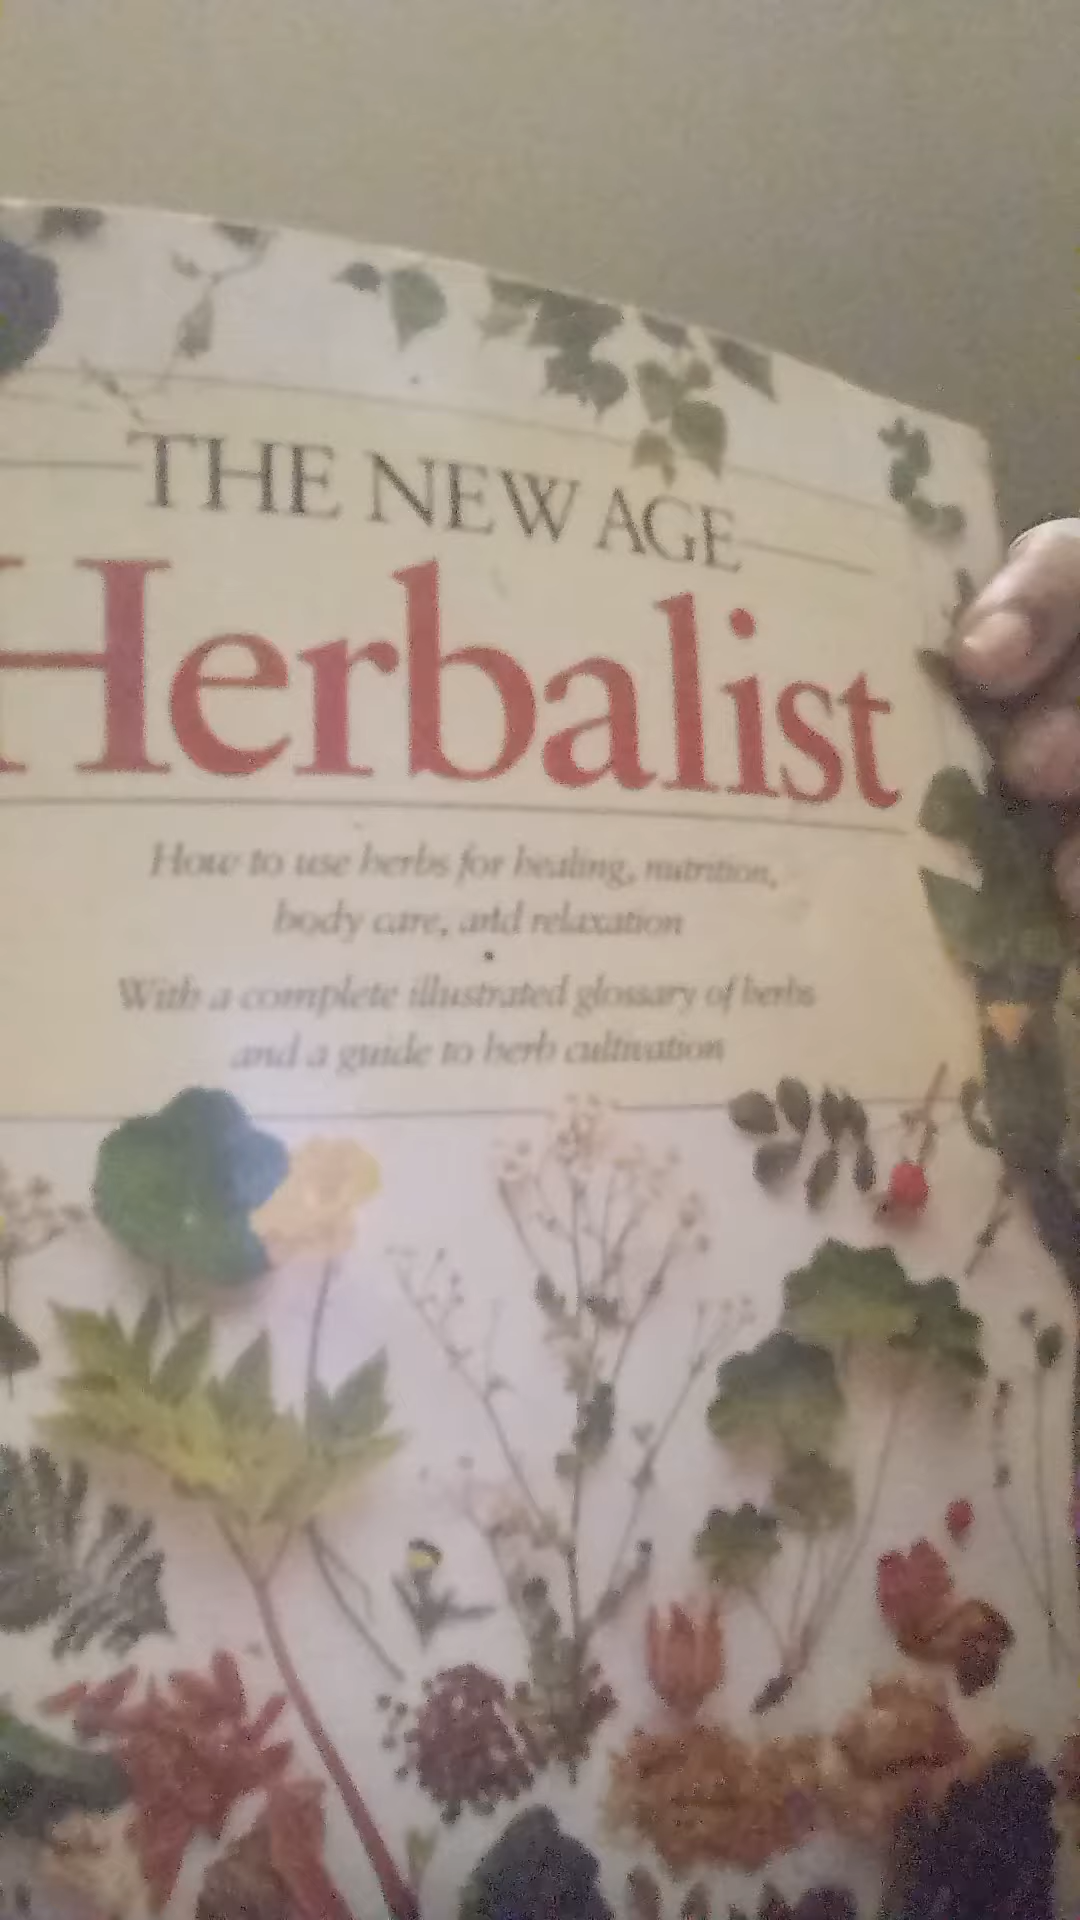 THE NEW AGE
Herbalist
How to use herbs for healing, nutrition,
body care, and relaxation
With a complete illustrated glossary of herbs
and a guide to herb cultivation